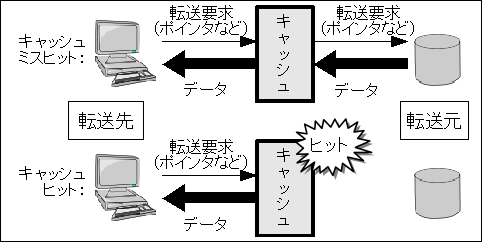 キャッシュ
ミスヒット：
転送要求
(ポインタなど)
データ
キャッシュ
転送要求
(ポインタなど)
データ
転送先
転送元
キャッシュ
ヒット：
転送要求
(ポインタなど)
データ
キャッシュ
ヒット